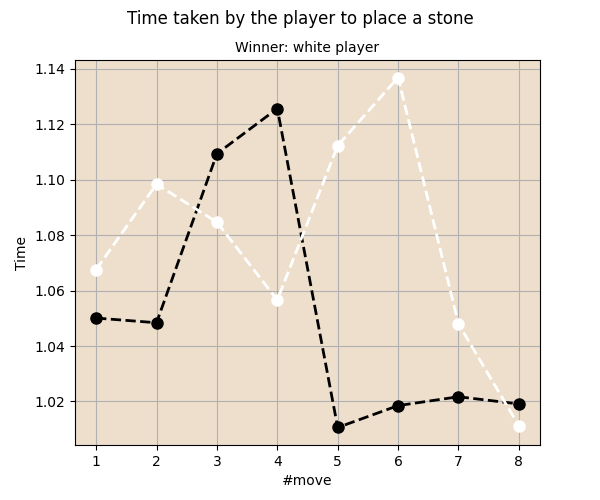 Time taken by the player to place a stone
Winner: white player
1.14
1.12
1.10
1.08
1.06
1.04
1.02
Time
1 2 3 4 5 6 7 8
#move